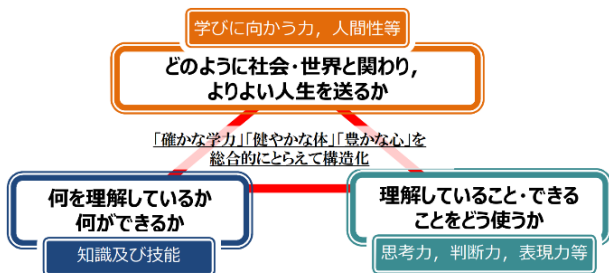 学びに向かう力，人間性等
どのように社会・世界と関わり，
よりよい人生を送るか
「確かな学力」「健やかな体」「豊かな心」を
総合的にとらえて構造化
何を理解しているか
何ができるか
知識及び技能
理解していること・できる
ことをどう使うか
思考力，判断力，表現力等